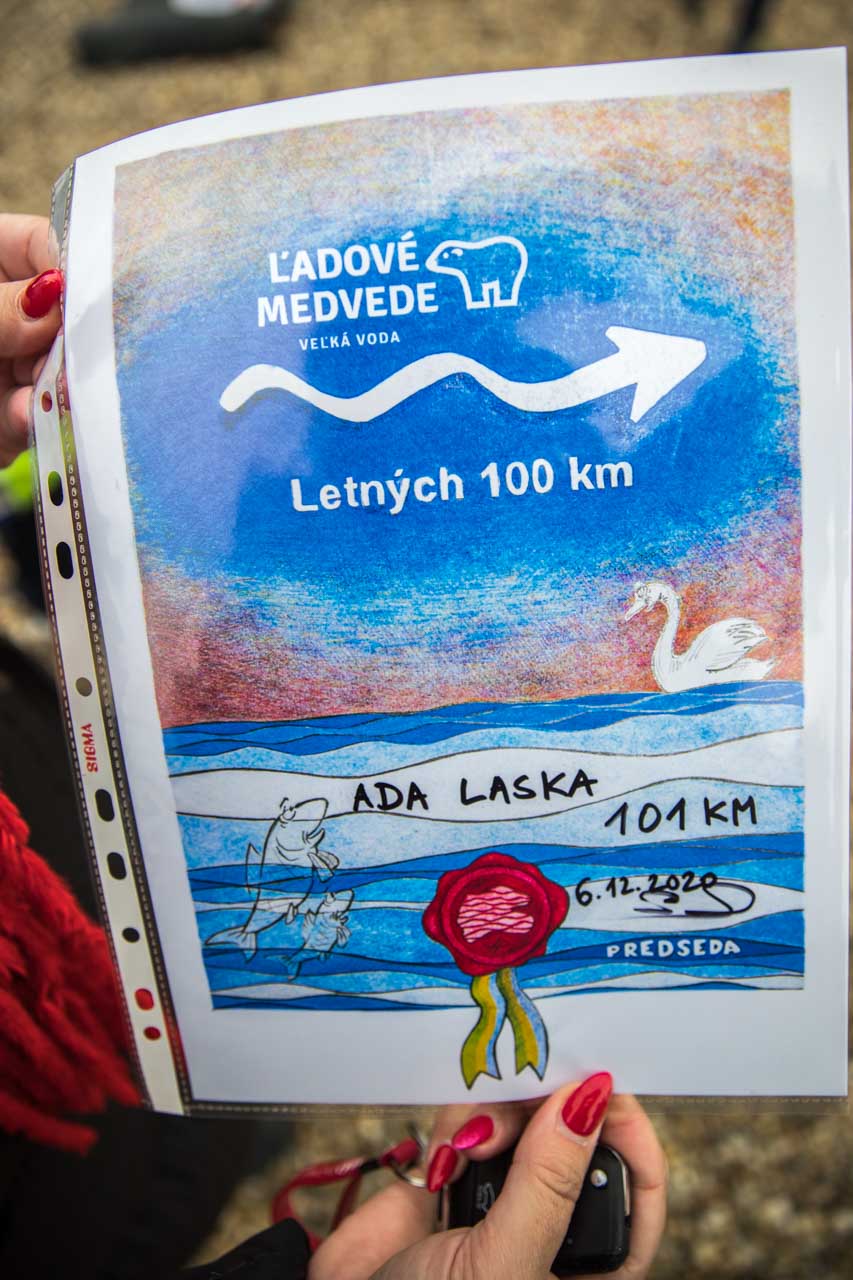 ĽADOVÉ
MEDVEDE
VEĽKÁ VODA
Letných 100 km
ADA LASKA
101 KM
6.12.2020
PREDSEDA
SIGMA